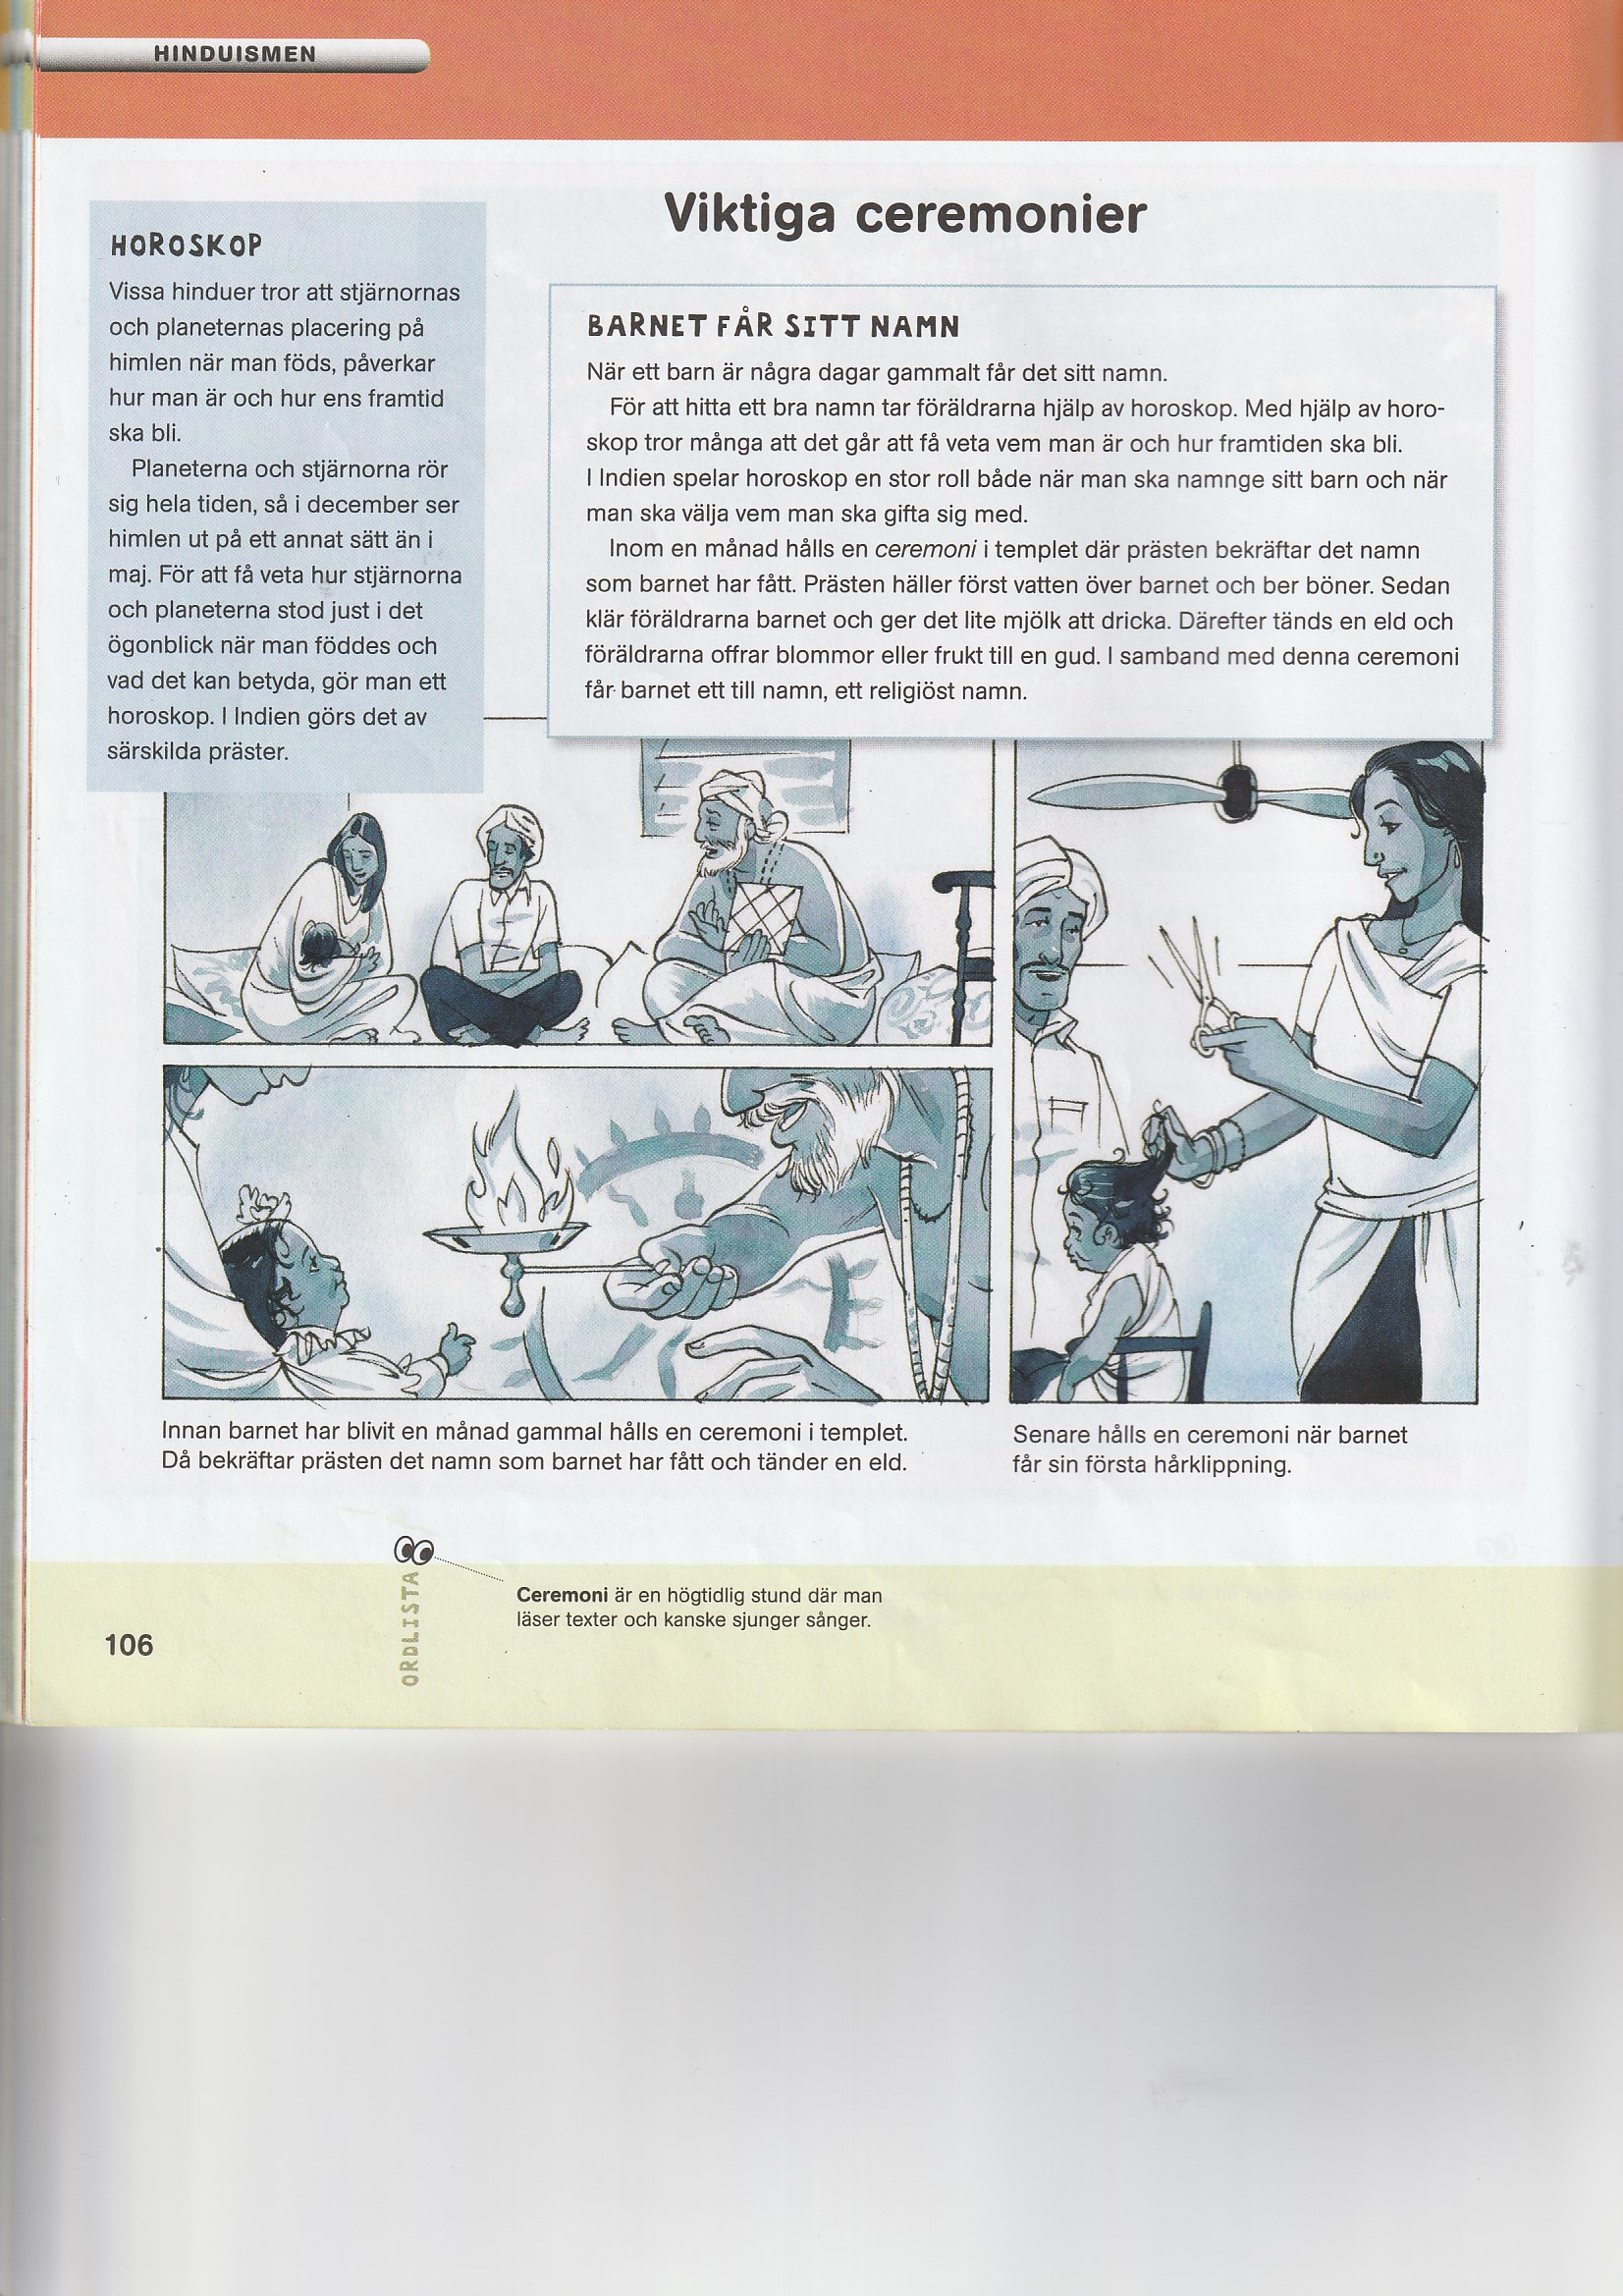 HINDUISMEN
Viktiga ceremonier
HOROSKOP
Vissa hinduer tror att stjärnornas
och planeternas placering på
himlen när man föds, påverkar
hur man är och hur ens framtid
ska bli.
Planeterna och stjärnorna rör
sig hela tiden, så i december ser
himlen ut på ett annat sätt än i
maj. För att få veta hur stjärnorna
och planeterna stod just i det
ögonblick när man föddes och
vad det kan betyda, gör man ett
horoskop. I Indien görs det av
särskilda präster.
BARNET FÅR SITT NAMN
När ett barn är några dagar gammalt får det sitt namn.
För att hitta ett bra namn tar föräldrarna hjälp av horoskop. Med hjälp av horo-
skop tror många att det går att få veta vem man är och hur framtiden ska bli.
I Indien spelar horoskop en stor roll både när man ska namnge sitt barn och när
man ska välja vem man ska gifta sig med.
Inom en månad hålls en ceremoni i templet där prästen bekräftar det namn
som barnet har fått. Prästen häller först vatten över barnet och ber böner. Sedan
klär föräldrarna barnet och ger det lite mjölk att dricka. Därefter tänds en eld och
föräldrarna offrar blommor eller frukt till en gud. I samband med denna ceremoni
får barnet ett till namn, ett religiöst namn.
Innan barnet har blivit en månad gammal hålls en ceremoni i templet.
Då bekräftar prästen det namn som barnet har fått och tänder en eld.
Senare hålls en ceremoni när barnet
får sin första hårklippning.
ORDLISTA
Ceremoni är en högtidlig stund där man
läser texter och kanske sjunger sånger.
106